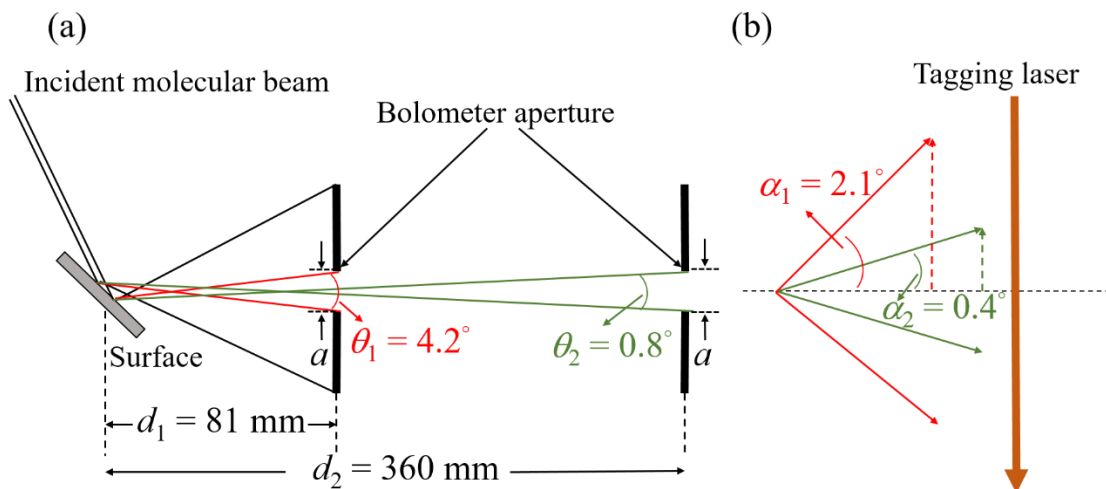 (a)
Incident molecular beam
Bolometer aperture
Surface
a
θ1 = 4.2°
θ2 = 0.8°
a
d1 = 81 mm
d2 = 360 mm
(b)
Tagging laser
α1 = 2.1°
α2 = 0.4°